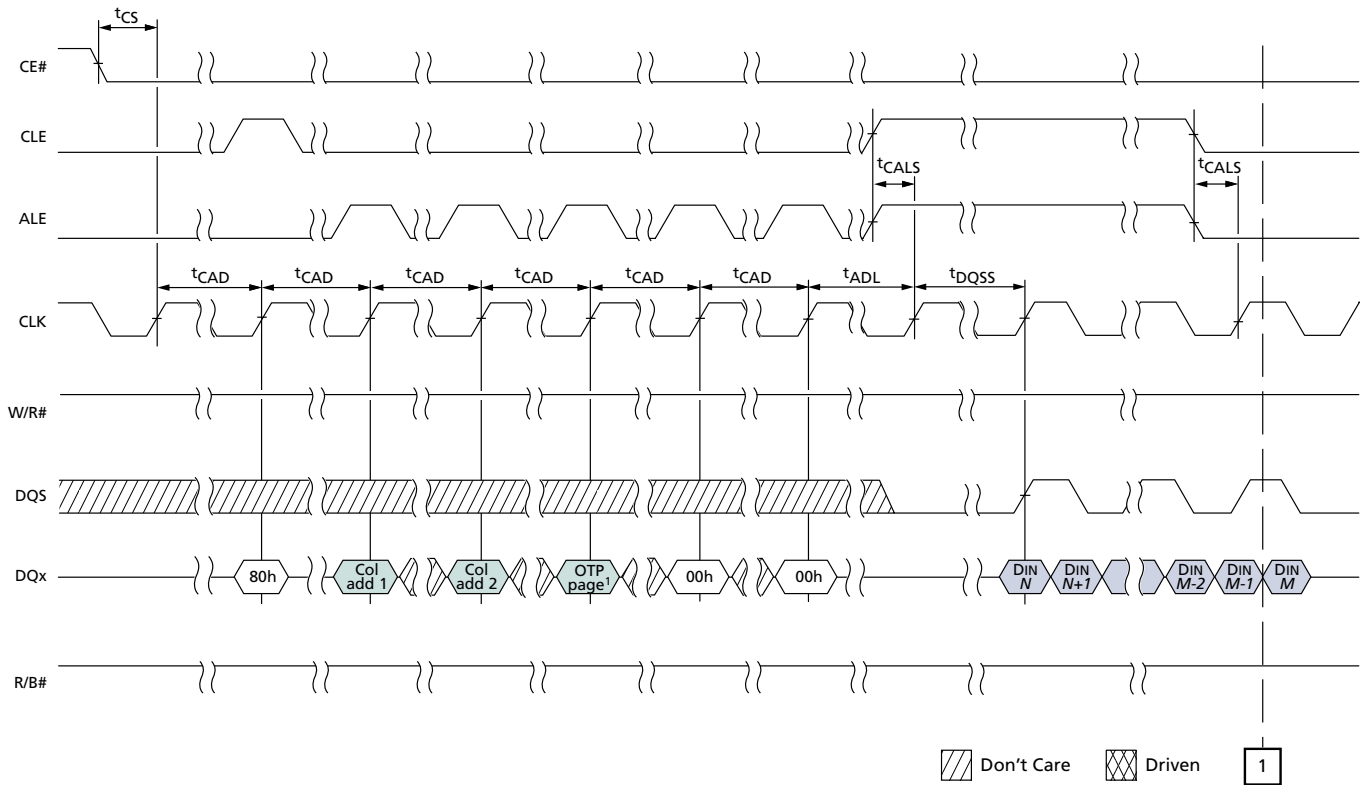 tCS
CE#
CLE
tCALS tCALS
ALE
tCAD tCAD tCAD tCAD tCAD tCAD tADL tDQSS
CLK
W/R#
DQS
DQx
80h
Col
add 1
Col
add 2
OTP
page1
00h
00h
DIN
N
DIN
N+1
DIN
M-2
DIN
M-1
DIN
M
R/B#
Don't Care Driven 1